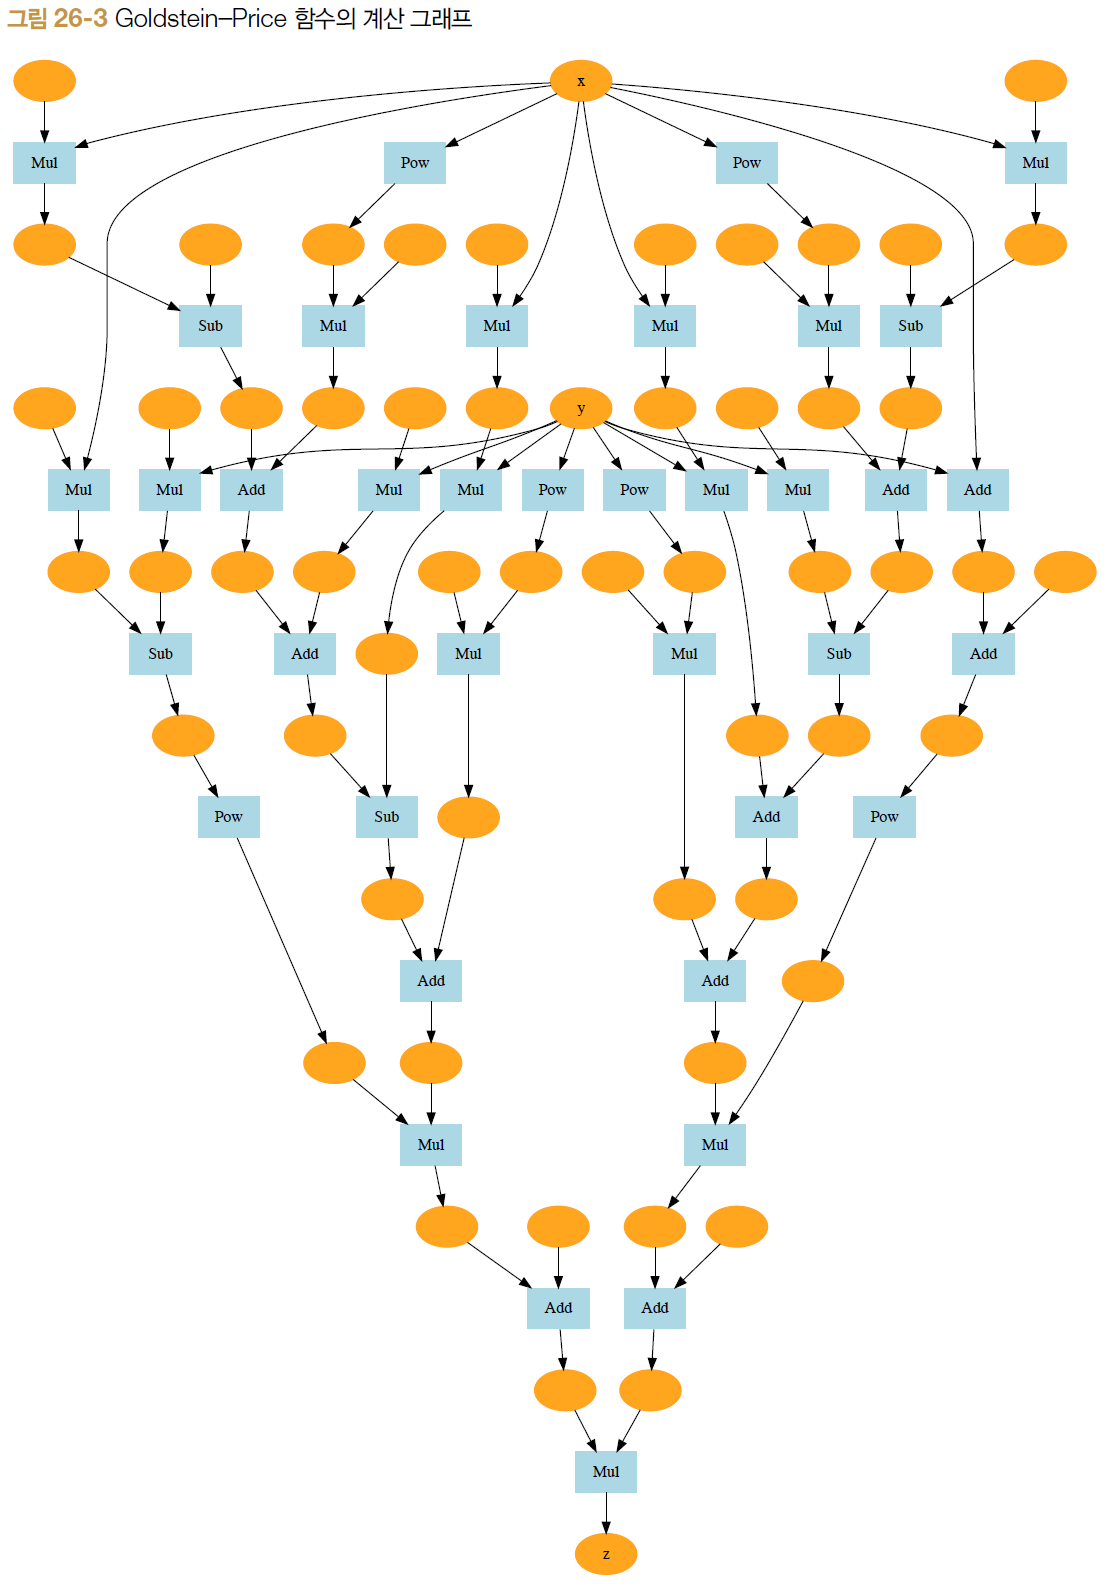 그림 26-3 Goldstein–Price 함수의 계산 그래프
x
Mul Pow Pow Mul
Sub Mul Mul Mul Mul Sub
y
Mul Mul Add Mul Mul Pow Pow Mul Mul Add Add
Sub Add Mul Mul Sub Add
Pow Sub Add Pow
Add Add
Mul Mul
Add Add
Mul
z